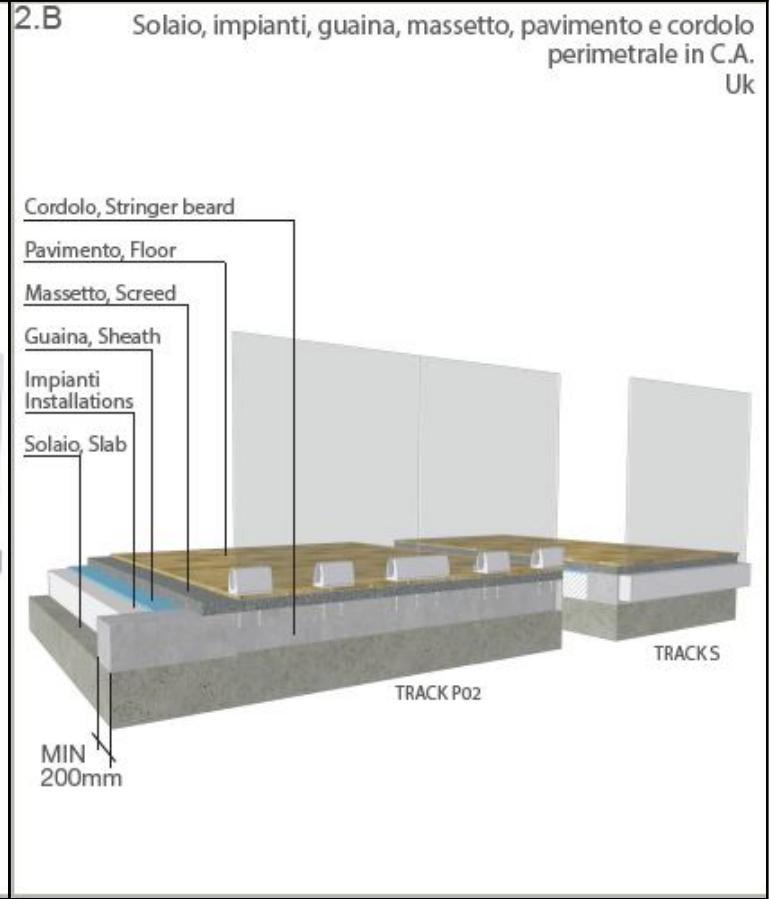 2.B
Solaio, impianti, guaina, massetto, pavimento e cordolo
perimetrale in C.A.
Uk
Cordolo, Stringer beard
Pavimento, Floor
Massetto, Screed
Guaina, Sheath
Impianti
Installations
Solaio, Slab
TRACK S
TRACK P02
MIN
200mm